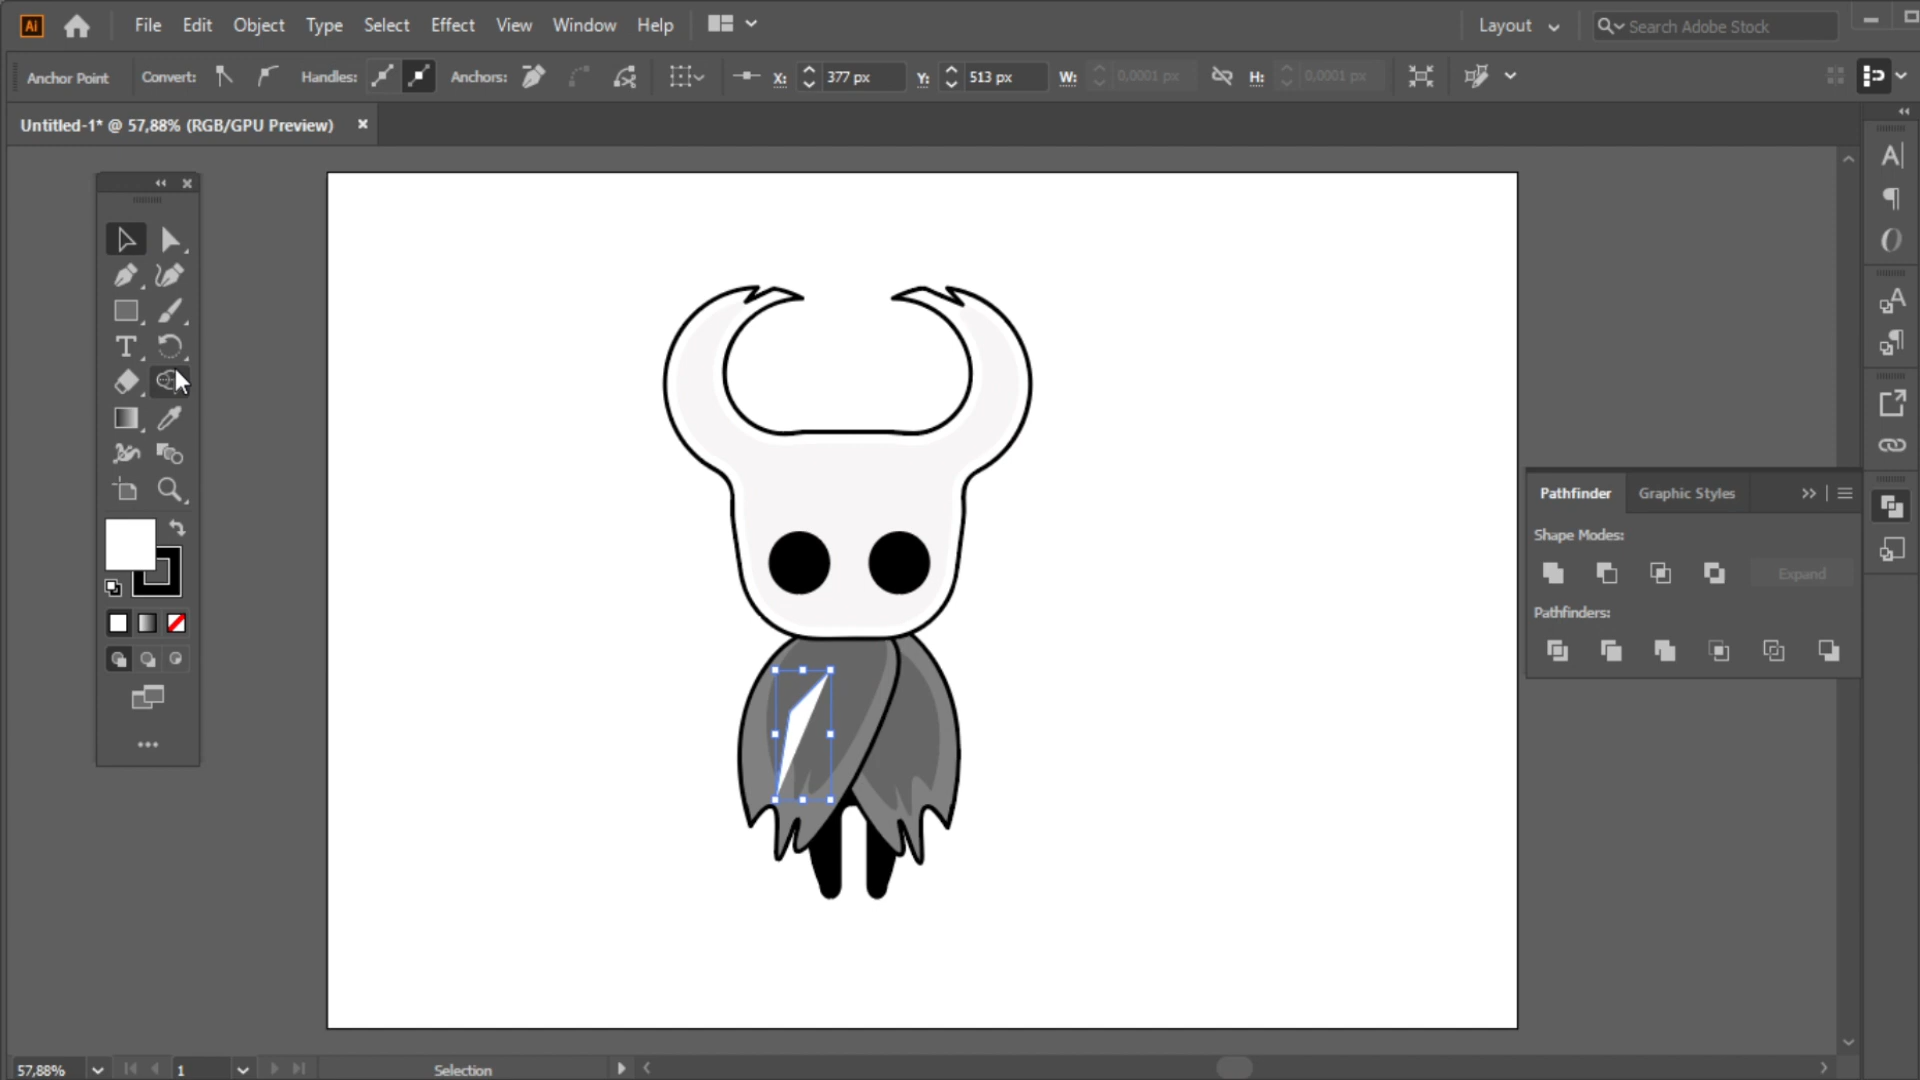 Ai File Edit Object Type Select Effect View Window Help Layout Search Adobe Stock
Anchor Point Convert: Handles: Anchors: X: 377 px Y: 513 px W: 0,0001 px H: 0,0001 px
Untitled-1* @ 57,88% (RGB/GPU Preview)
Pathfinder Graphic Styles
Shape Modes:
Expand
Pathfinders:
57,88% 1 Selection